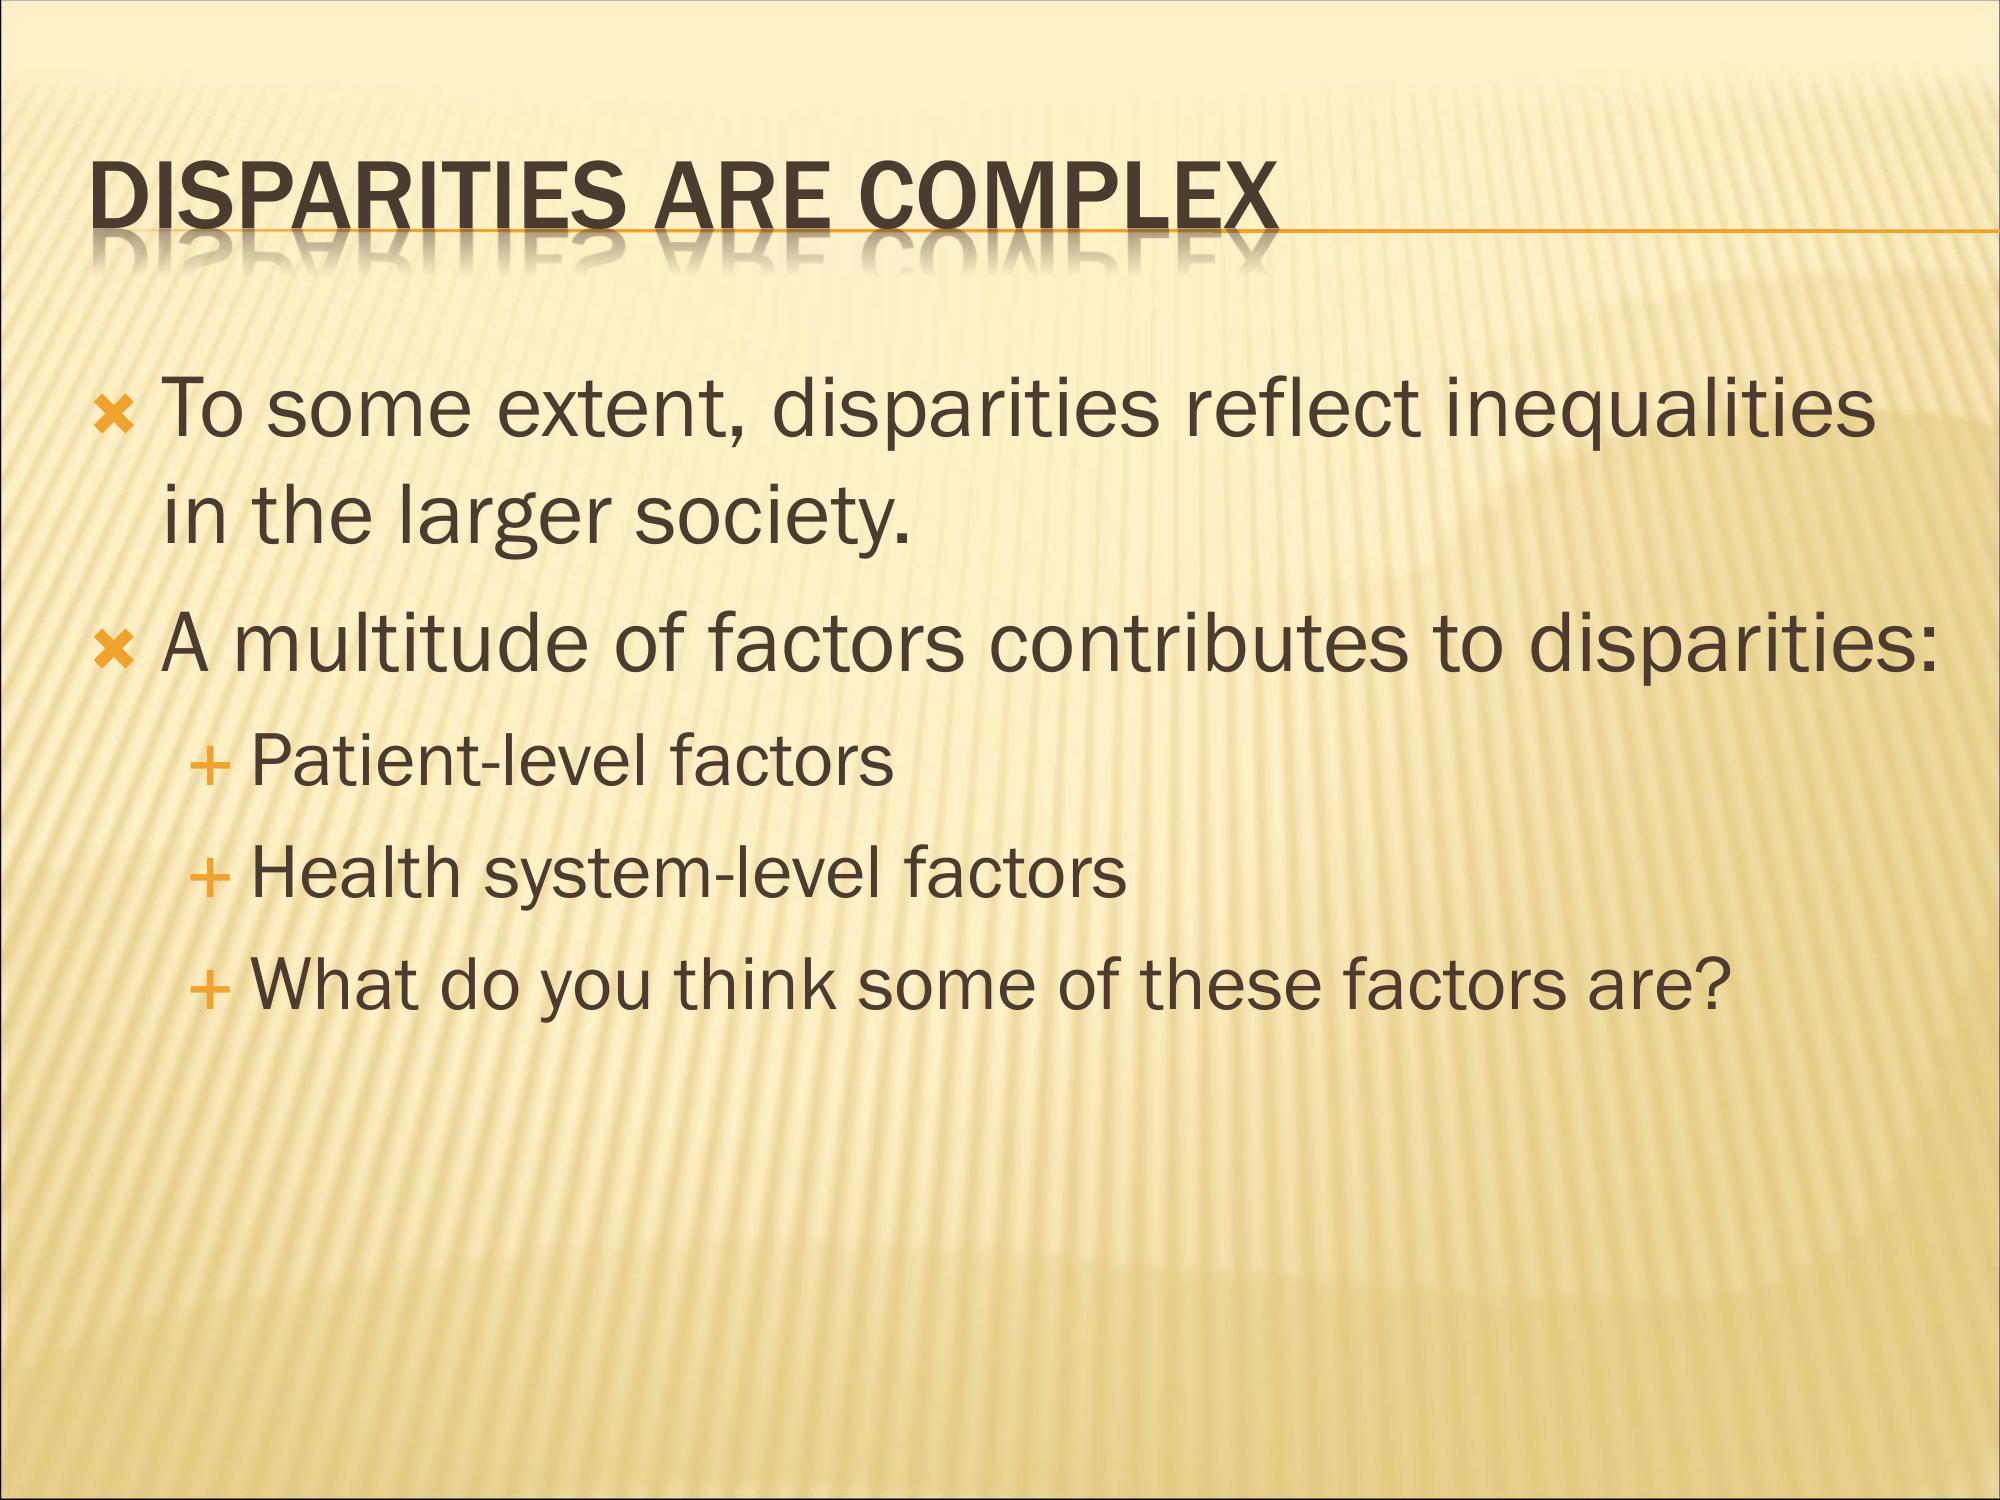 DISPARITIES ARE COMPLEX
To some extent, disparities reflect inequalities
in the larger society.
A multitude of factors contributes to disparities:
Patient-level factors
Health system-level factors
What do you think some of these factors are?